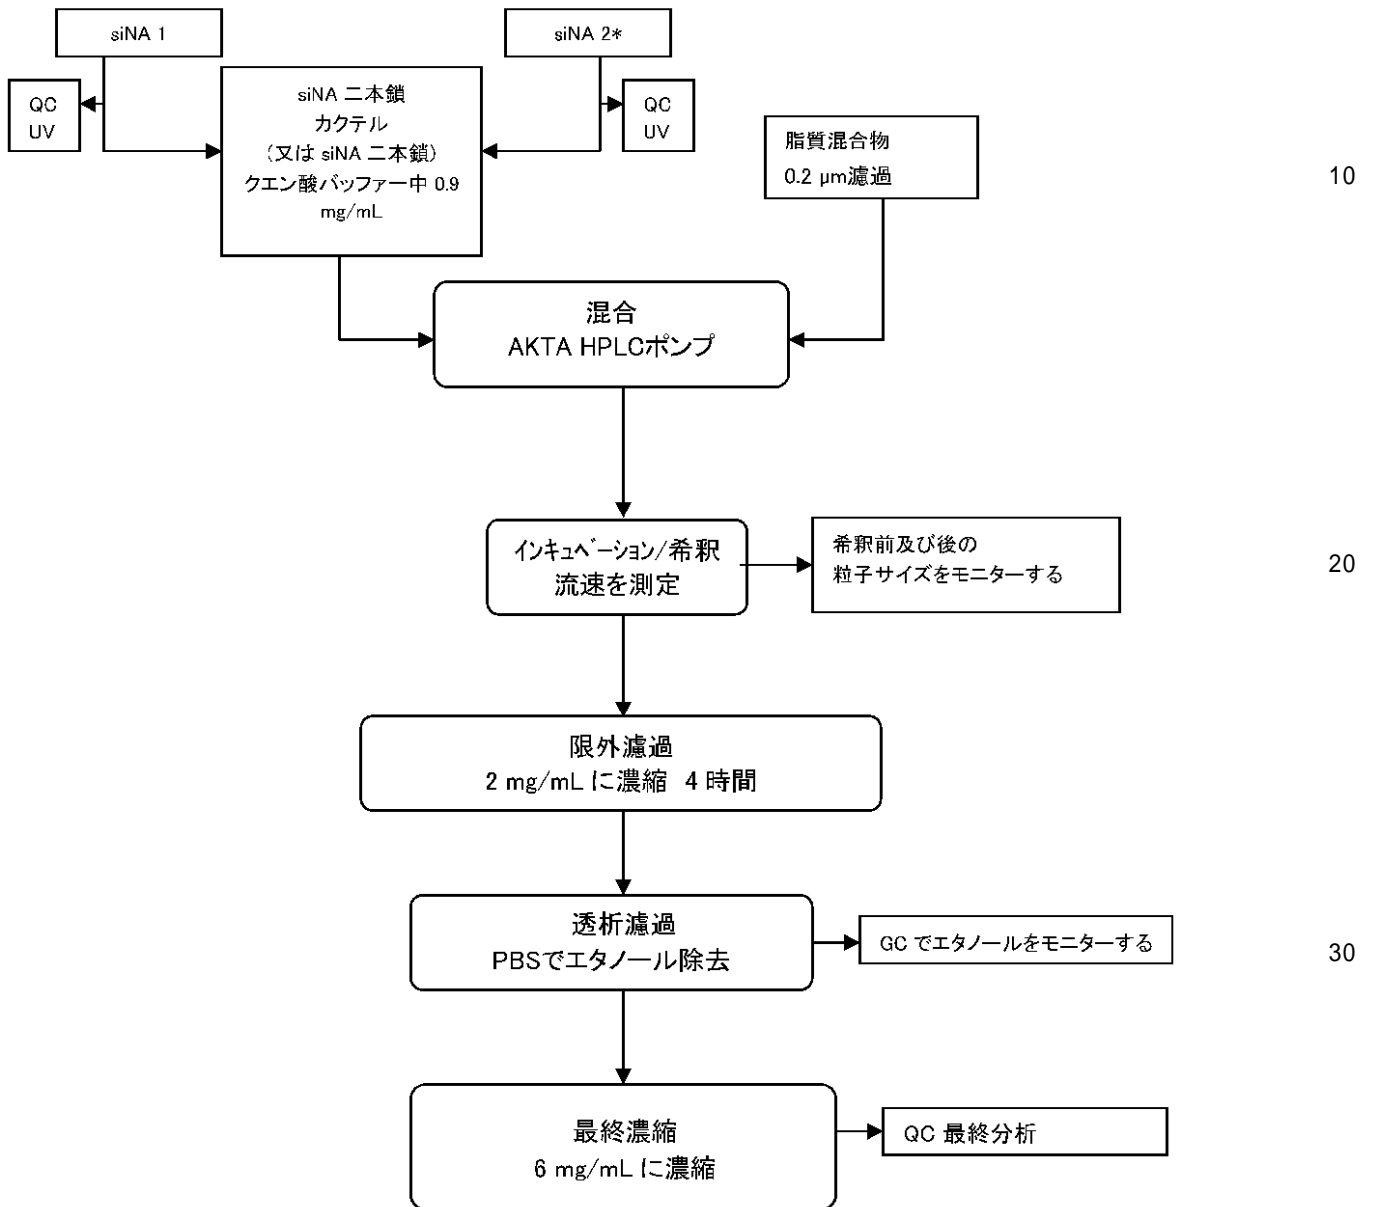 siNA 1
siNA 2*
QC
UV
siNA 二本鎖
カクテル
(又は siNA 二本鎖)
クエン酸バッファー中 0.9
mg/mL
QC
UV
脂質混合物
0.2 μm濾過
10
混合
AKTA HPLCポンプ
インキュベーション/希釈
流速を測定
希釈前及び後の
粒子サイズをモニターする
20
限外濾過
2 mg/mL に濃縮 4 時間
透析濾過
PBSでエタノール除去
GC でエタノールをモニターする
30
最終濃縮
6 mg/mL に濃縮
QC 最終分析